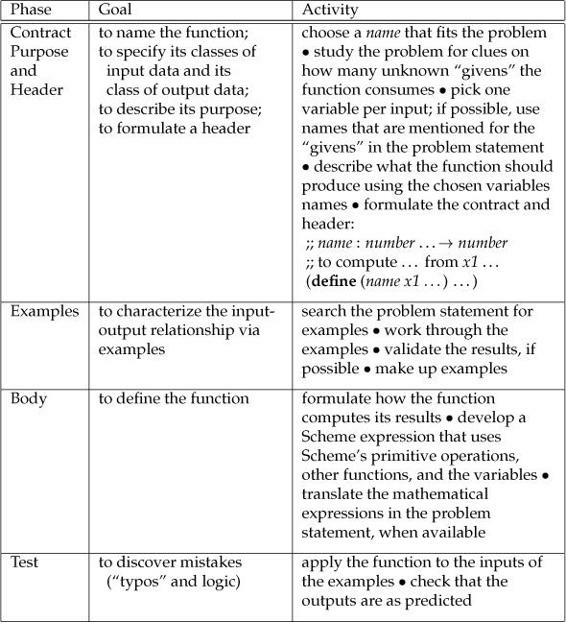 Phase Goal Activity
Contract
Purpose
and
Header
to name the function;
to specify its classes of
input data and its
class of output data;
to describe its purpose;
to formulate a header
choose a name that fits the problem
• study the problem for clues on
how many unknown “givens” the
function consumes • pick one
variable per input; if possible, use
names that are mentioned for the
“givens” in the problem statement
• describe what the function should
produce using the chosen variables
names • formulate the contract and
header:
;; name : number ... → number
;; to compute ... from x1 ...
(define (name x1 ...) ...)
Examples
to characterize the input-
output relationship via
examples
search the problem statement for
examples • work through the
examples • validate the results, if
possible • make up examples
Body
to define the function
formulate how the function
computes its results • develop a
Scheme expression that uses
Scheme’s primitive operations,
other functions, and the variables •
translate the mathematical
expressions in the problem
statement, when available
Test
to discover mistakes
(“typos” and logic)
apply the function to the inputs of
the examples • check that the
outputs are as predicted